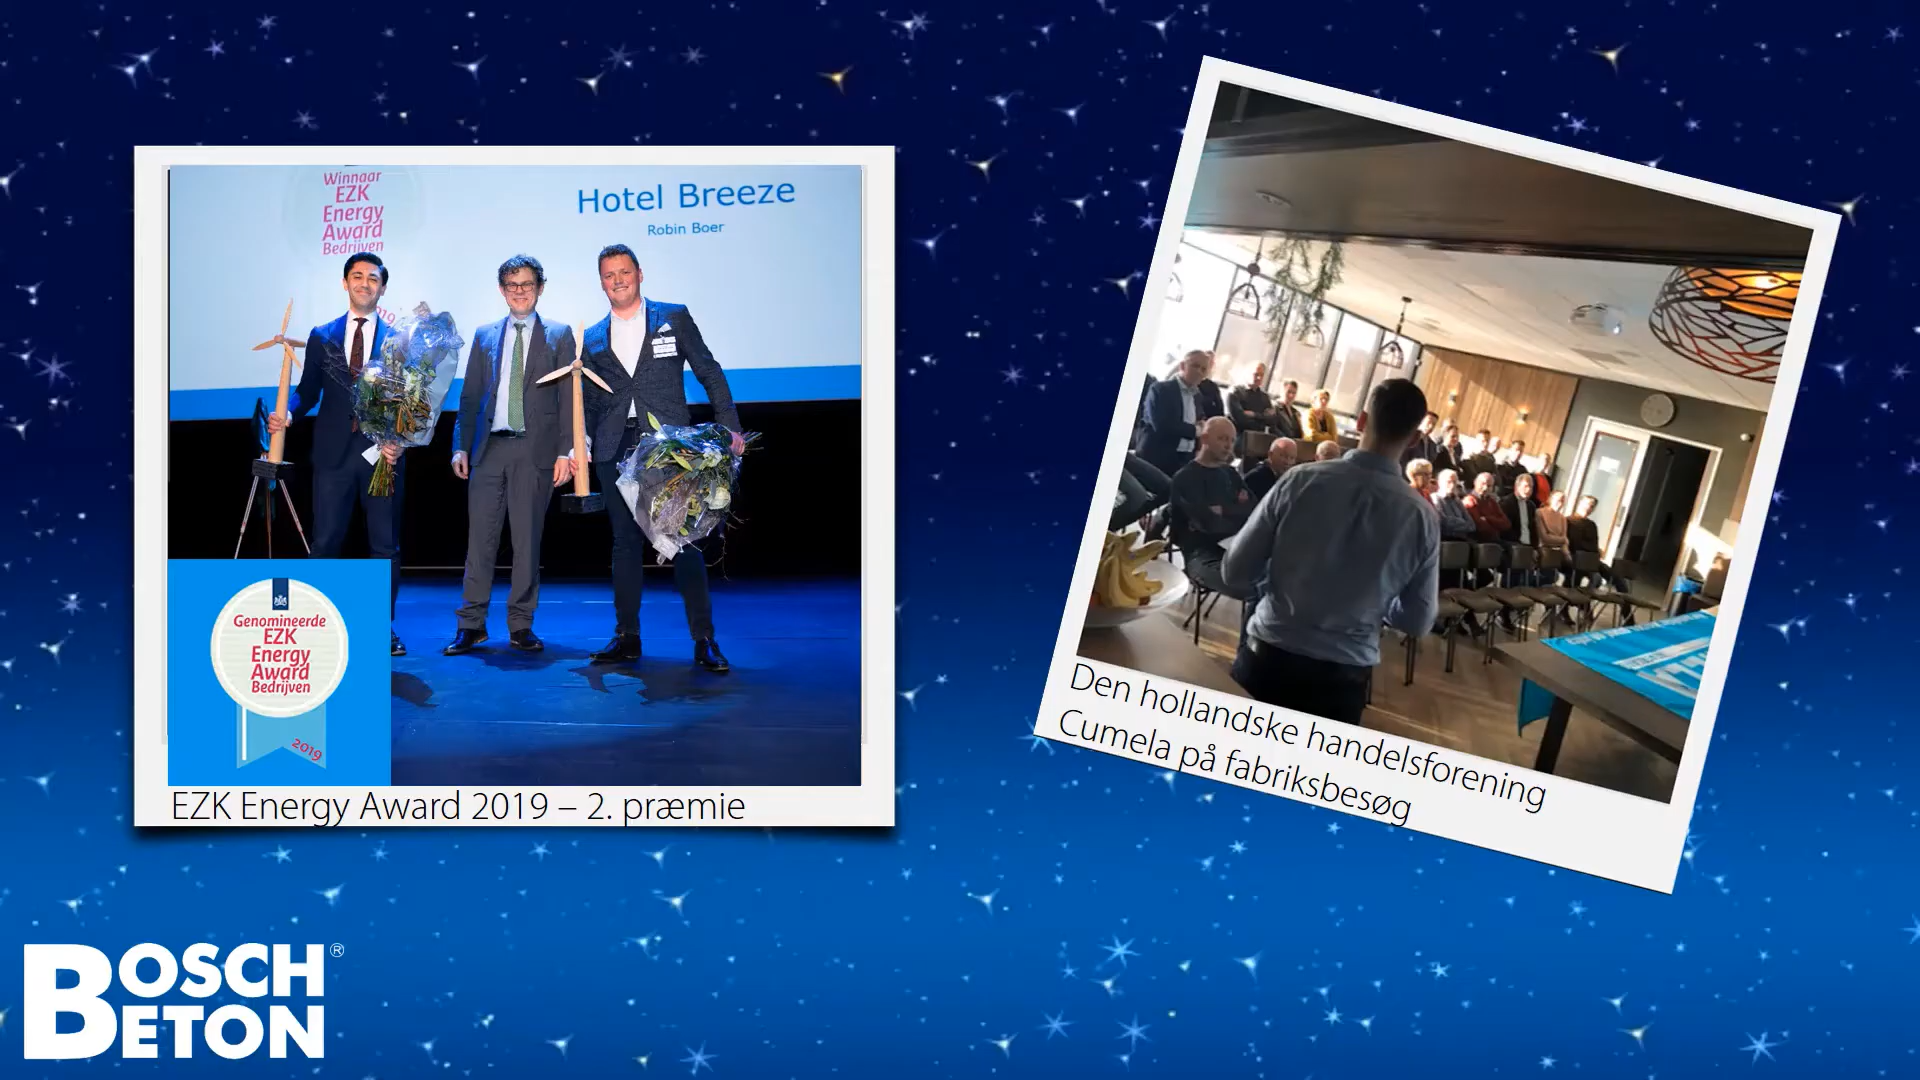 Winnaar
EZK
Energy
Award
Bedrijven
Hotel Breeze
Robin Boer
Genomineerde
EZK
Energy
Award
Bedrijven
2019
EZK Energy Award 2019 – 2. præmie
Den hollandske handelsforening
Cumela på fabriksbesøg
BOSCH®
BETON